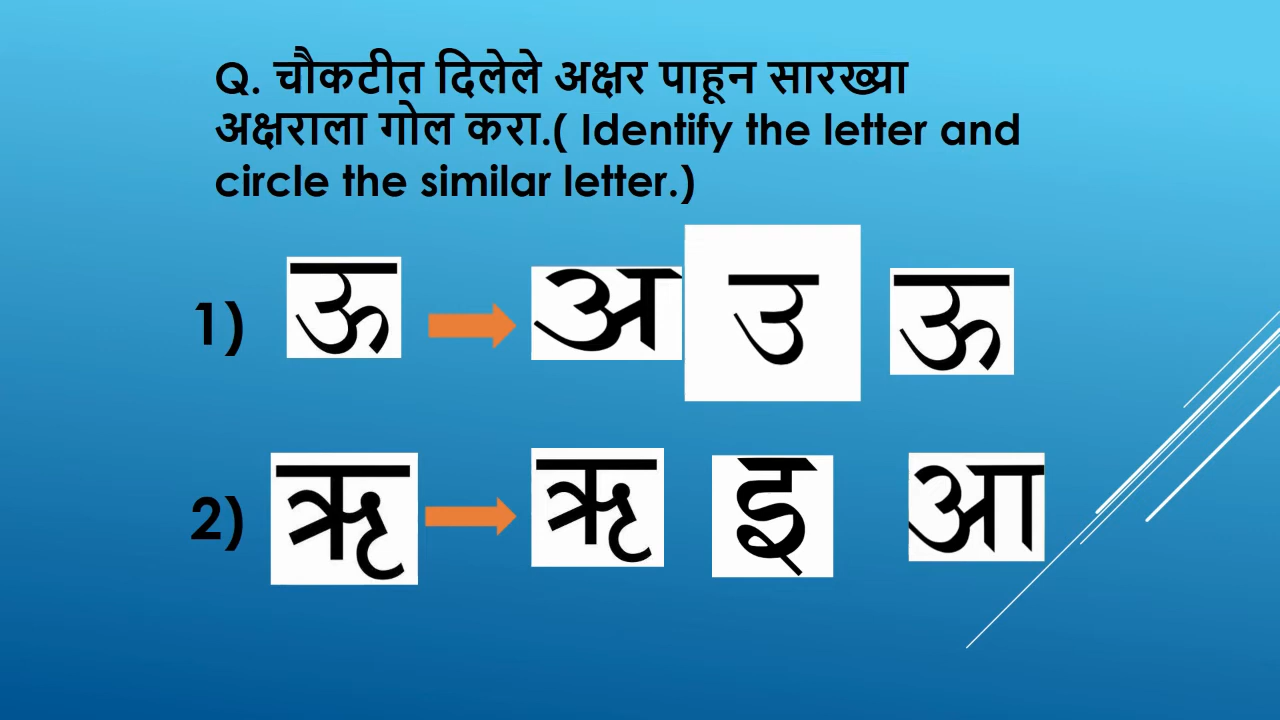 Q. चौकटीत दिलेले अक्षर पाहून सारख्या
अक्षराला गोल करा.( Identify the letter and
circle the similar letter.)
1) ऊ अ उ ऊ
2) ऋ ऋ इ आ